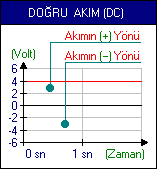 DOĞRU AKIM (DC)
Akımın (+) Yönü
(Volt)
Akımın (−) Yönü
6
4
2
0
2
4
6
0 sn 1 sn (Zaman)